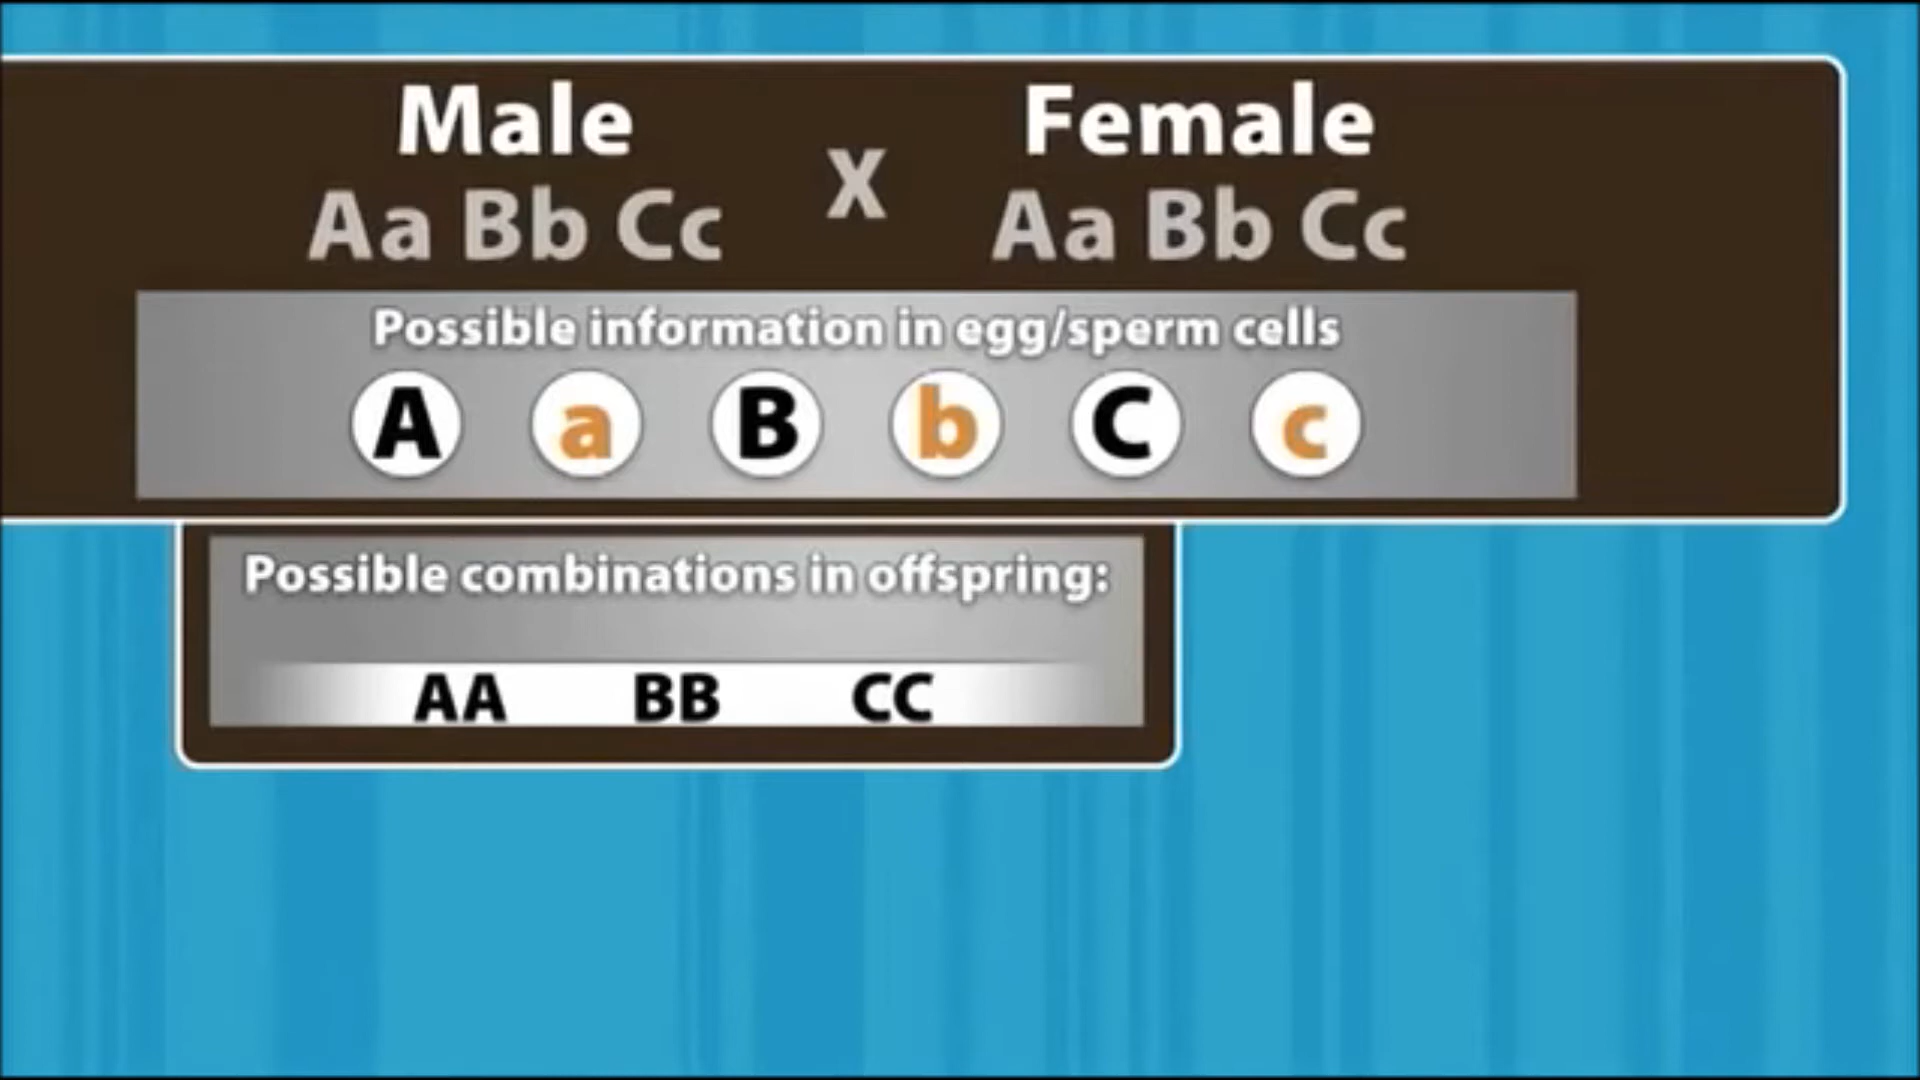 Male X Female
Aa Bb Cc Aa Bb Cc
Possible information in egg/sperm cells
A a B b C c
Possible combinations in offspring:
AA BB CC